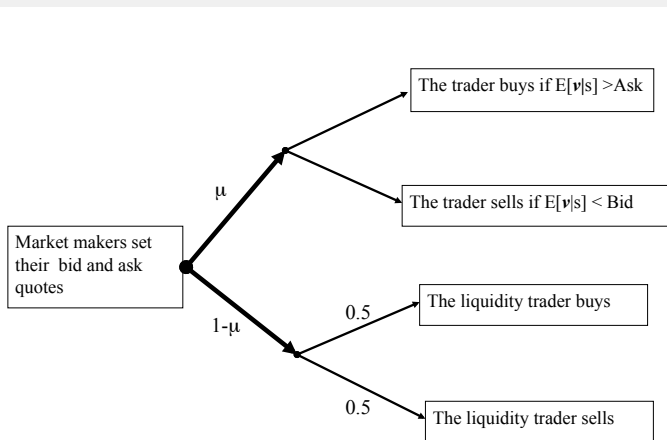 The trader buys if E[v|s] >Ask
μ
The trader sells if E[v|s] < Bid
Market makers set
their bid and ask
quotes
0.5
The liquidity trader buys
1-μ
0.5
The liquidity trader sells